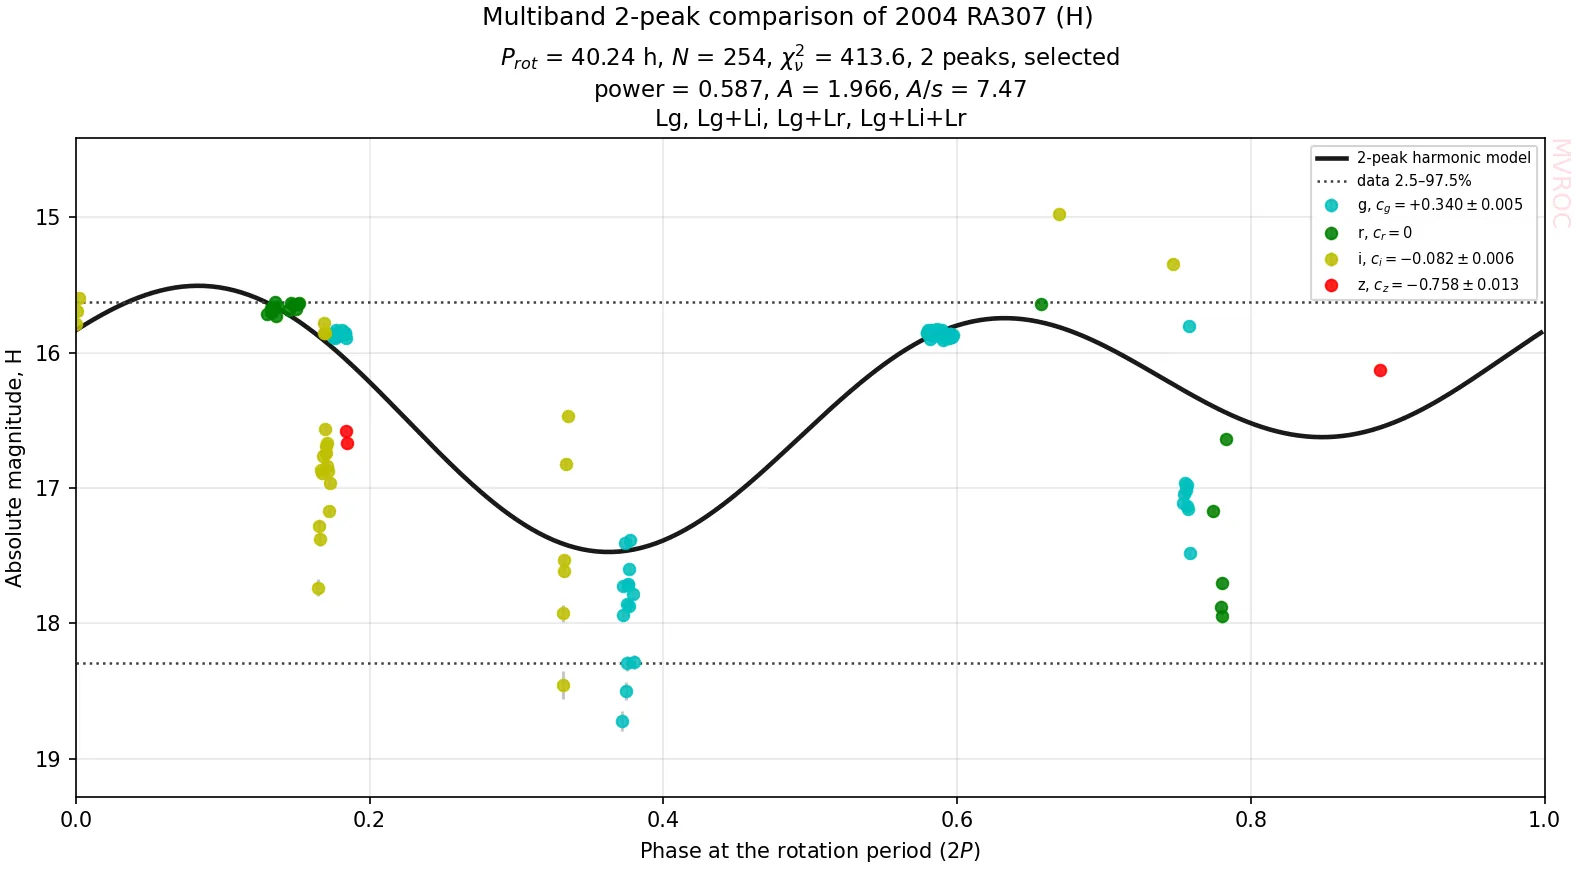 Multiband 2-peak comparison of 2004 RA307 (H)
P_rot = 40.24 h, N = 254, χ²_ν = 413.6, 2 peaks, selected
power = 0.587, A = 1.966, A/s = 7.47
Lg, Lg+Li, Lg+Lr, Lg+Li+Lr
2-peak harmonic model
data 2.5–97.5%
g, c_g = +0.340 ± 0.005
r, c_r = 0
i, c_i = −0.082 ± 0.006
z, c_z = −0.758 ± 0.013
MVROC
Absolute magnitude, H
15
16
17
18
19
0.0 0.2 0.4 0.6 0.8 1.0
Phase at the rotation period (2P)